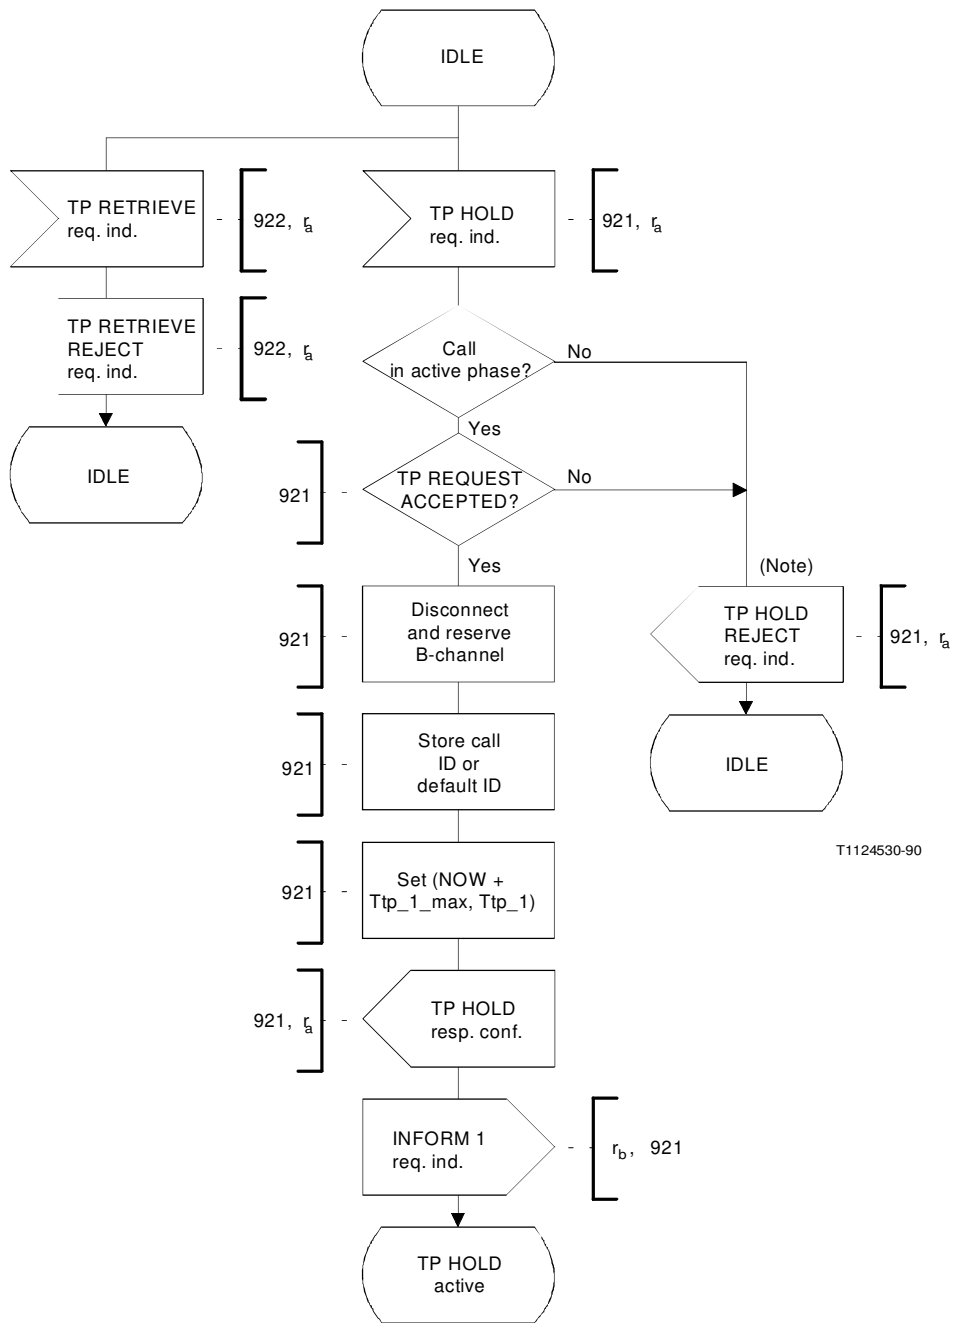 IDLE
TP RETRIEVE
req. ind.
922, ra
TP HOLD
req. ind.
921, ra
TP RETRIEVE
REJECT
req. ind.
922, ra
Call
in active phase?
No
Yes
IDLE
921
TP REQUEST
ACCEPTED?
No
Yes
(Note)
921
Disconnect
and reserve
B-channel
TP HOLD
REJECT
req. ind.
921, ra
921
Store call
ID or
default ID
IDLE
T1124530-90
921
Set (NOW +
Ttp_1_max, Ttp_1)
921, ra
TP HOLD
resp. conf.
INFORM 1
req. ind.
rb, 921
TP HOLD
active